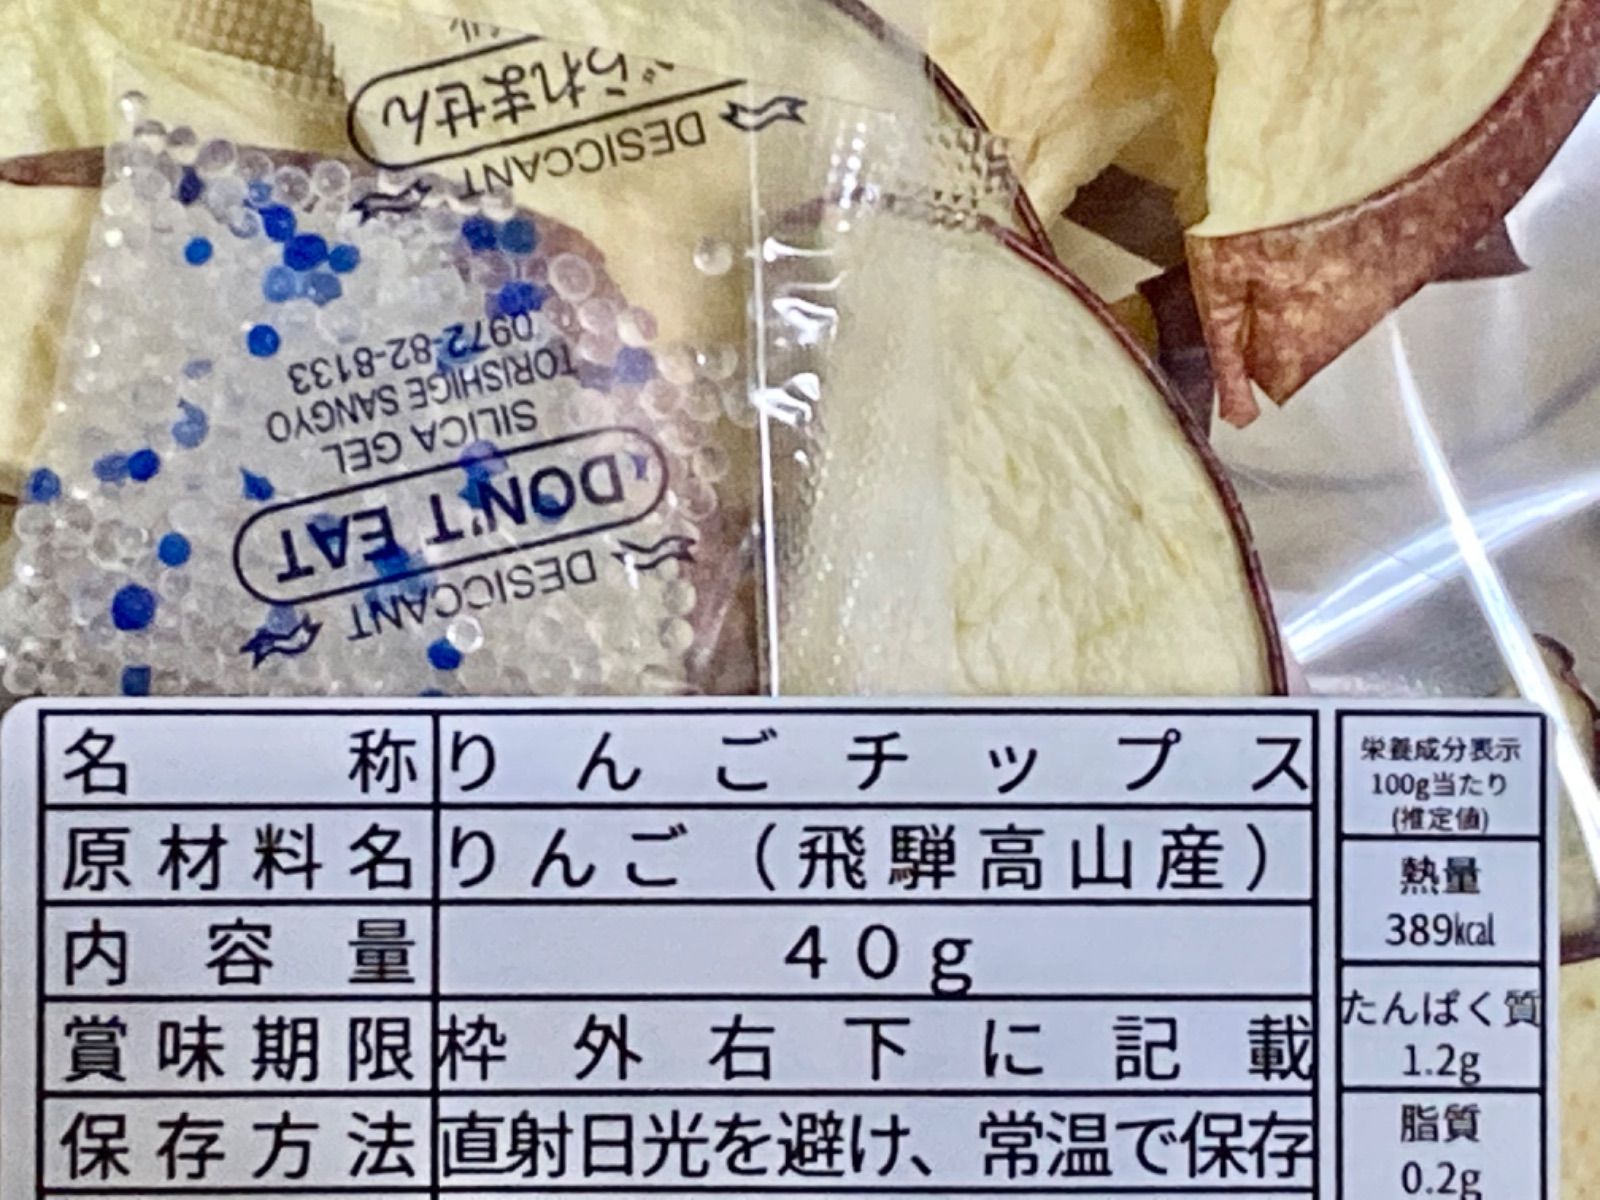 べられません
DESICCANT
0972-82-8133
TORISHIGE SANGYO
SILICA GEL
DON'T EAT
DESICCANT
名称 りんごチップス
原材料名 りんご（飛騨高山産）
内容量 40g
賞味期限 枠外右下に記載
保存方法 直射日光を避け、常温で保存
栄養成分表示
100g当たり
(推定値)
熱量
389kcal
たんぱく質
1.2g
脂質
0.2g